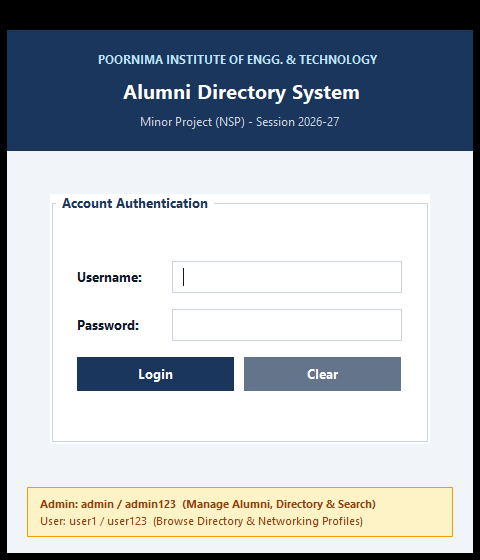 POORNIMA INSTITUTE OF ENGG. & TECHNOLOGY
Alumni Directory System
Minor Project (NSP) - Session 2026-27
Account Authentication
Username:
Password:
Login Clear
Admin: admin / admin123 (Manage Alumni, Directory & Search)
User: user1 / user123 (Browse Directory & Networking Profiles)